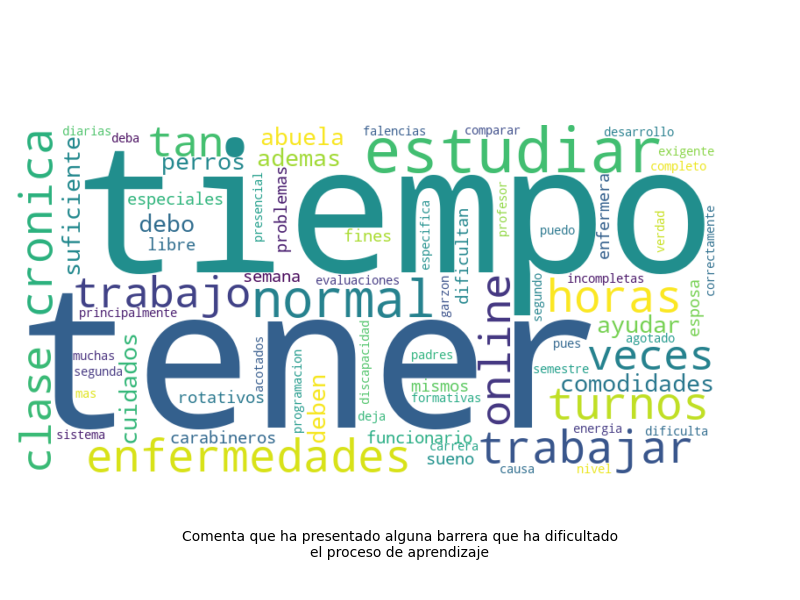 diarias
deba
tan
abuela
falencias
comparar
desarrollo
perros
ademas
estudiar
exigente
completo
clase
cronica
suficiente
tiempo
especiales
debo
libre
presencial
problemas
fines
especifica
dificultan
profesor
puedo
enfermera
verdad
correctamente
semana
evaluaciones
garzon
incompletas
trabajo
normal
online
segundo
horas
esposa
principalmente
ayudar
tener
muchas
segunda
mas
cuidados
rotativos
acotados
programacion
deben
discapacidad
deja
padres
mismos
formativas
pues
semestre
agotado
veces
comodidades
turnos
sistema
carabineros
funcionario
carrera
sueno
energia
dificulta
enfermedades
trabajar
causa
nivel
Comenta que ha presentado alguna barrera que ha dificultado
el proceso de aprendizaje